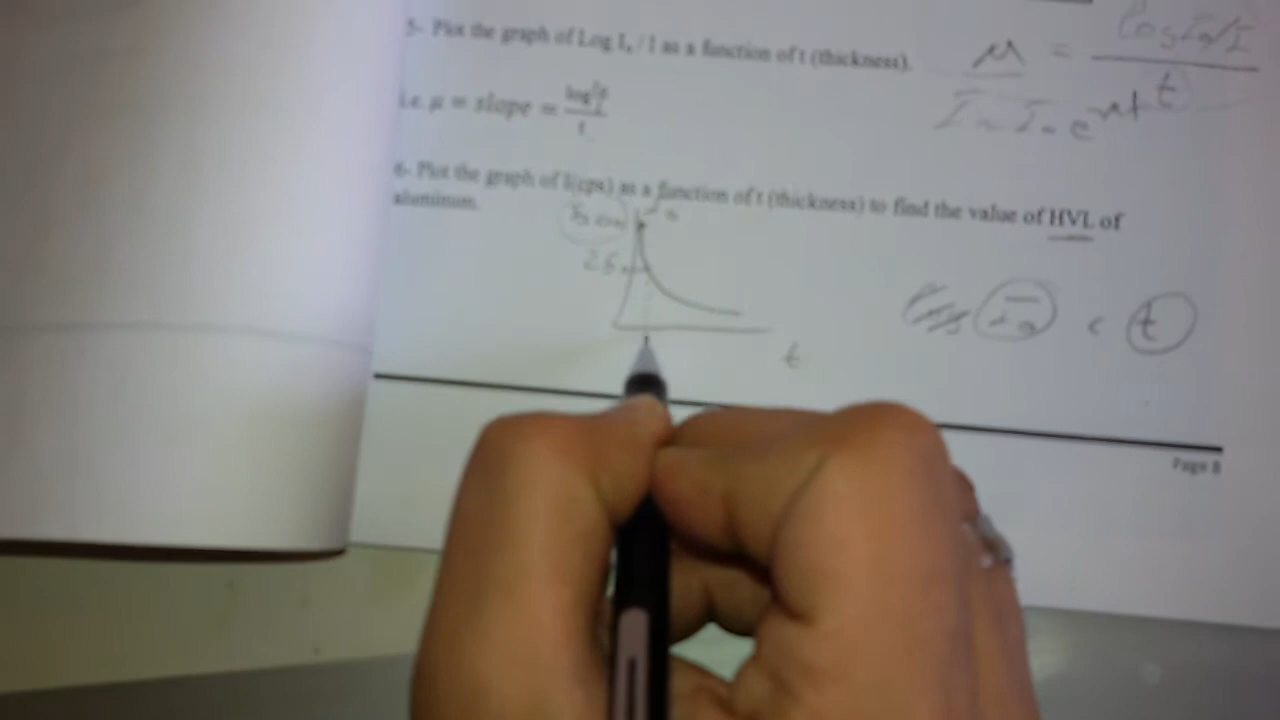 5- Plot the graph of Log I₀ / I as a function of t (thickness).
i.e. μ = slope = log I₀/I / t
μ = log I₀/I / t
I = I₀ e^μt
6- Plot the graph of I(cps) as a function of t (thickness) to find the value of HVL of
aluminum.
t
I₀ t
Page 8